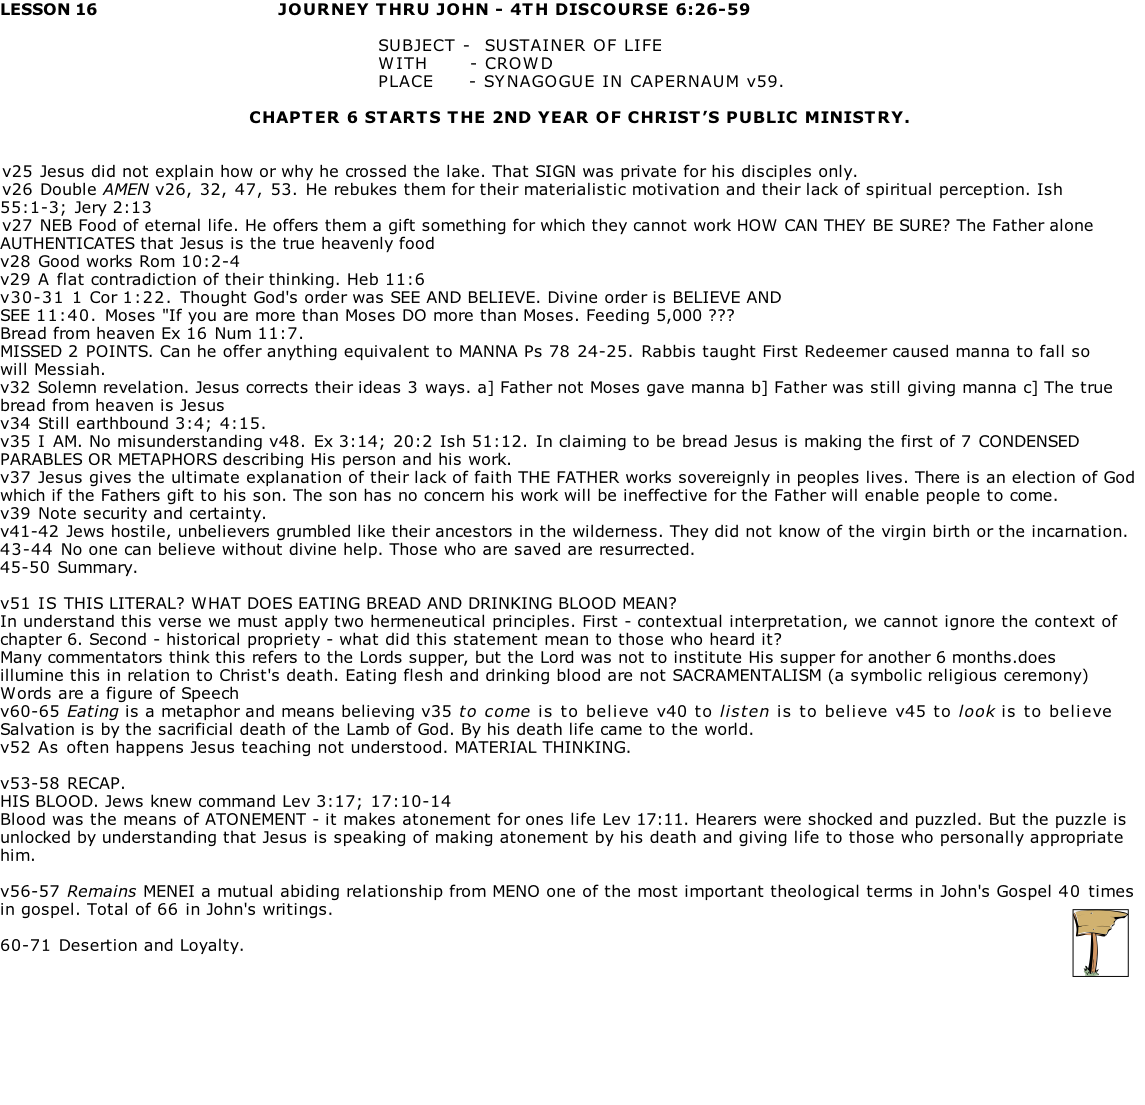 LESSON 16 JOURNEY THRU JOHN - 4TH DISCOURSE 6:26-59
SUBJECT - SUSTAINER OF LIFE
WITH - CROWD
PLACE - SYNAGOGUE IN CAPERNAUM v59.
CHAPTER 6 STARTS THE 2ND YEAR OF CHRIST’S PUBLIC MINISTRY.
v25 Jesus did not explain how or why he crossed the lake. That SIGN was private for his disciples only.
v26 Double AMEN v26, 32, 47, 53. He rebukes them for their materialistic motivation and their lack of spiritual perception. Ish
55:1-3; Jery 2:13
v27 NEB Food of eternal life. He offers them a gift something for which they cannot work HOW CAN THEY BE SURE? The Father alone
AUTHENTICATES that Jesus is the true heavenly food
v28 Good works Rom 10:2-4
v29 A flat contradiction of their thinking. Heb 11:6
v30-31 1 Cor 1:22. Thought God's order was SEE AND BELIEVE. Divine order is BELIEVE AND
SEE 11:40. Moses "If you are more than Moses DO more than Moses. Feeding 5,000 ???
Bread from heaven Ex 16 Num 11:7.
MISSED 2 POINTS. Can he offer anything equivalent to MANNA Ps 78 24-25. Rabbis taught First Redeemer caused manna to fall so
will Messiah.
v32 Solemn revelation. Jesus corrects their ideas 3 ways. a] Father not Moses gave manna b] Father was still giving manna c] The true
bread from heaven is Jesus
v34 Still earthbound 3:4; 4:15.
v35 I AM. No misunderstanding v48. Ex 3:14; 20:2 Ish 51:12. In claiming to be bread Jesus is making the first of 7 CONDENSED
PARABLES OR METAPHORS describing His person and his work.
v37 Jesus gives the ultimate explanation of their lack of faith THE FATHER works sovereignly in peoples lives. There is an election of God
which if the Fathers gift to his son. The son has no concern his work will be ineffective for the Father will enable people to come.
v39 Note security and certainty.
v41-42 Jews hostile, unbelievers grumbled like their ancestors in the wilderness. They did not know of the virgin birth or the incarnation.
43-44 No one can believe without divine help. Those who are saved are resurrected.
45-50 Summary.
v51 IS THIS LITERAL? WHAT DOES EATING BREAD AND DRINKING BLOOD MEAN?
In understand this verse we must apply two hermeneutical principles. First - contextual interpretation, we cannot ignore the context of
chapter 6. Second - historical propriety - what did this statement mean to those who heard it?
Many commentators think this refers to the Lords supper, but the Lord was not to institute His supper for another 6 months.does
illumine this in relation to Christ's death. Eating flesh and drinking blood are not SACRAMENTALISM (a symbolic religious ceremony)
Words are a figure of Speech
v60-65 Eating is a metaphor and means believing v35 to come is to believe v40 to listen is to believe v45 to look is to believe
Salvation is by the sacrificial death of the Lamb of God. By his death life came to the world.
v52 As often happens Jesus teaching not understood. MATERIAL THINKING.
v53-58 RECAP.
HIS BLOOD. Jews knew command Lev 3:17; 17:10-14
Blood was the means of ATONEMENT - it makes atonement for ones life Lev 17:11. Hearers were shocked and puzzled. But the puzzle is
unlocked by understanding that Jesus is speaking of making atonement by his death and giving life to those who personally appropriate
him.
v56-57 Remains MENEI a mutual abiding relationship from MENO one of the most important theological terms in John's Gospel 40 times
in gospel. Total of 66 in John's writings.
60-71 Desertion and Loyalty.